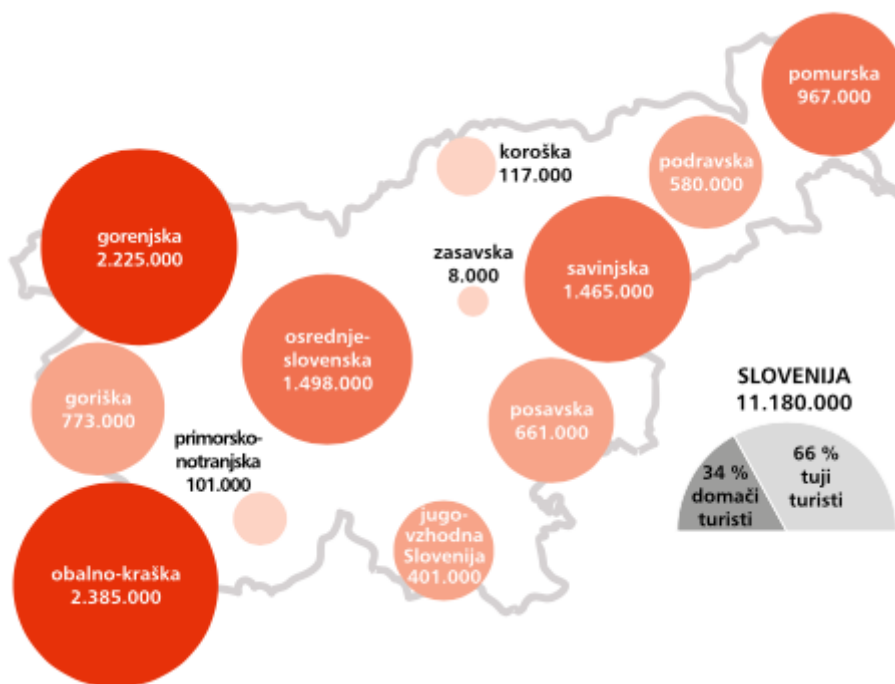 pomurska
967.000
koroška
117.000
podravska
580.000
gorenjska
2.225.000
zasavska
8.000
savinjska
1.465.000
osrednje-
slovenska
1.498.000
goriška
773.000
posavska
661.000
SLOVENIJA
11.180.000
primorsko-
notranjska
101.000
34 %
domači
turisti
66 %
tuji
turisti
jugo-
vzhodna
Slovenija
401.000
obalno-kraška
2.385.000